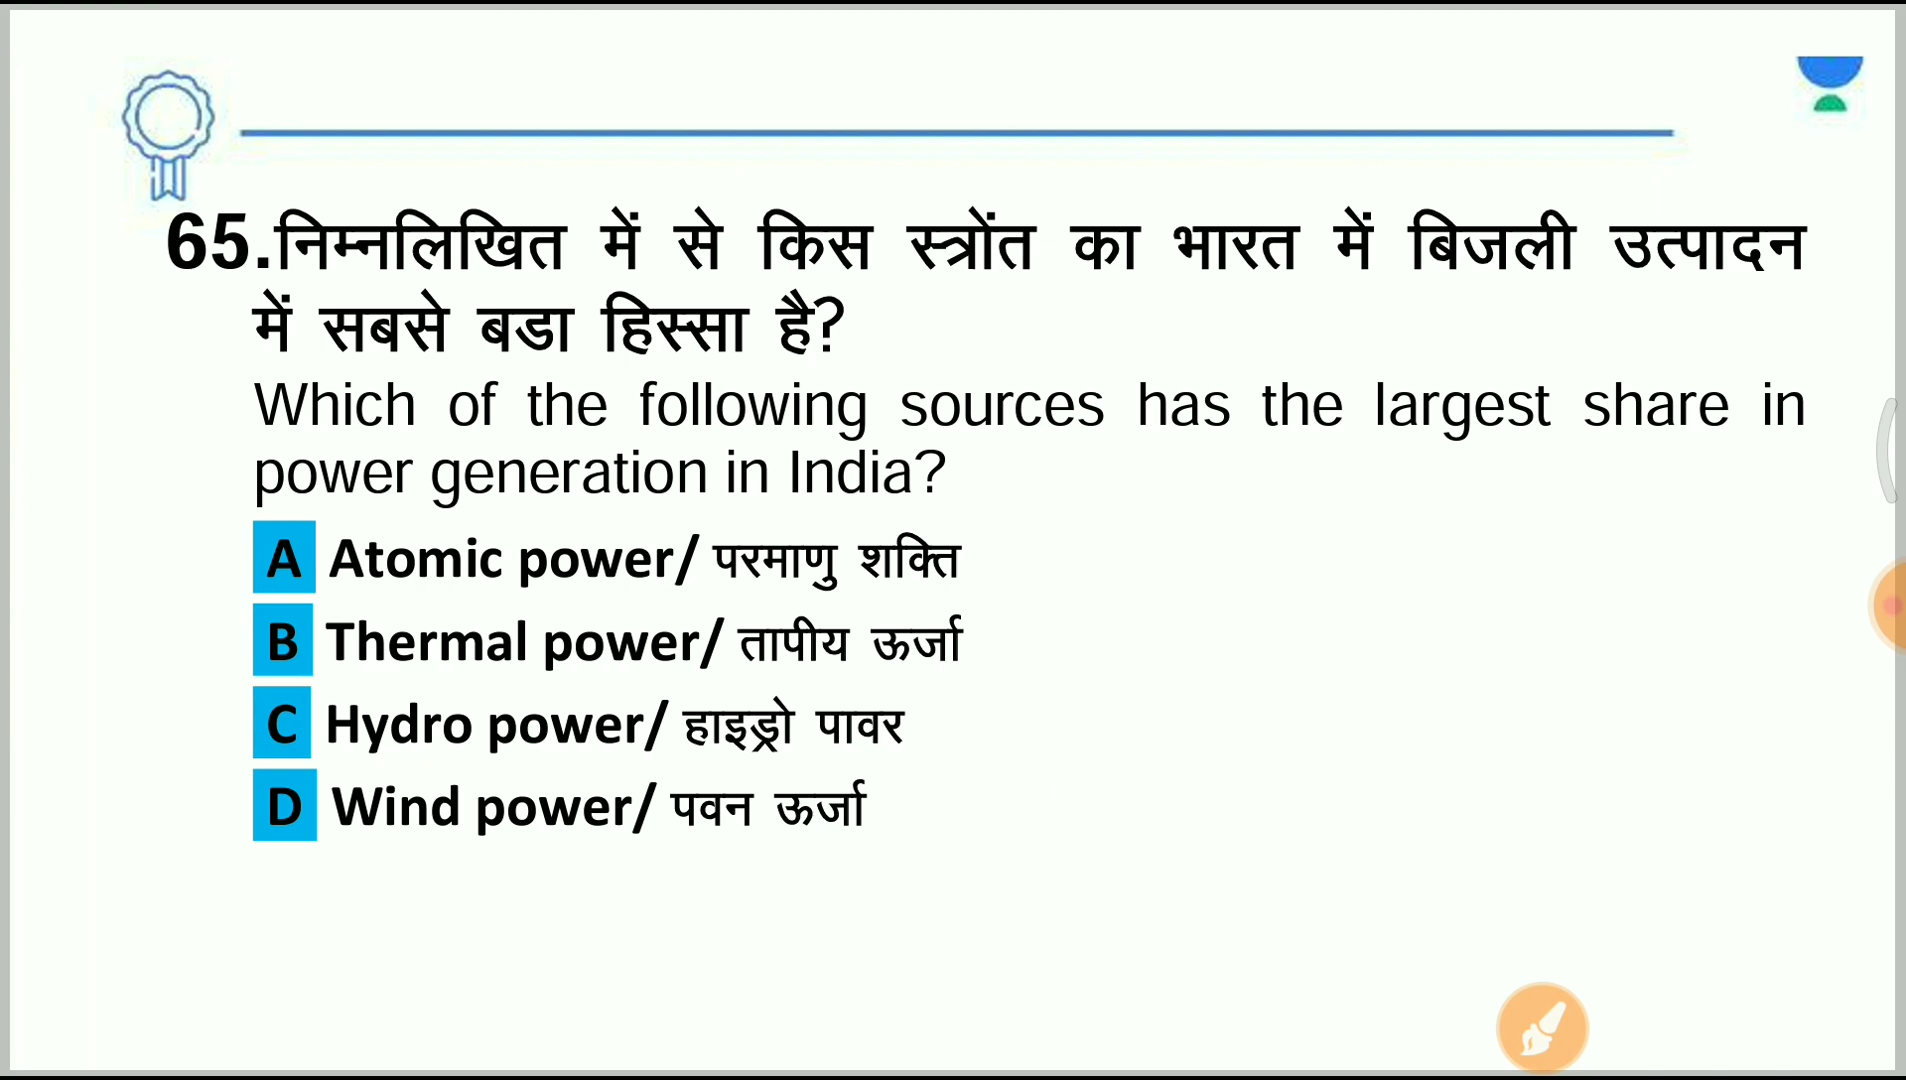 65.निम्नलिखित में से किस स्त्रोंत का भारत में बिजली उत्पादन
में सबसे बडा हिस्सा है?
Which of the following sources has the largest share in
power generation in India?
A Atomic power/ परमाणु शक्ति
B Thermal power/ तापीय ऊर्जा
C Hydro power/ हाइड्रो पावर
D Wind power/ पवन ऊर्जा